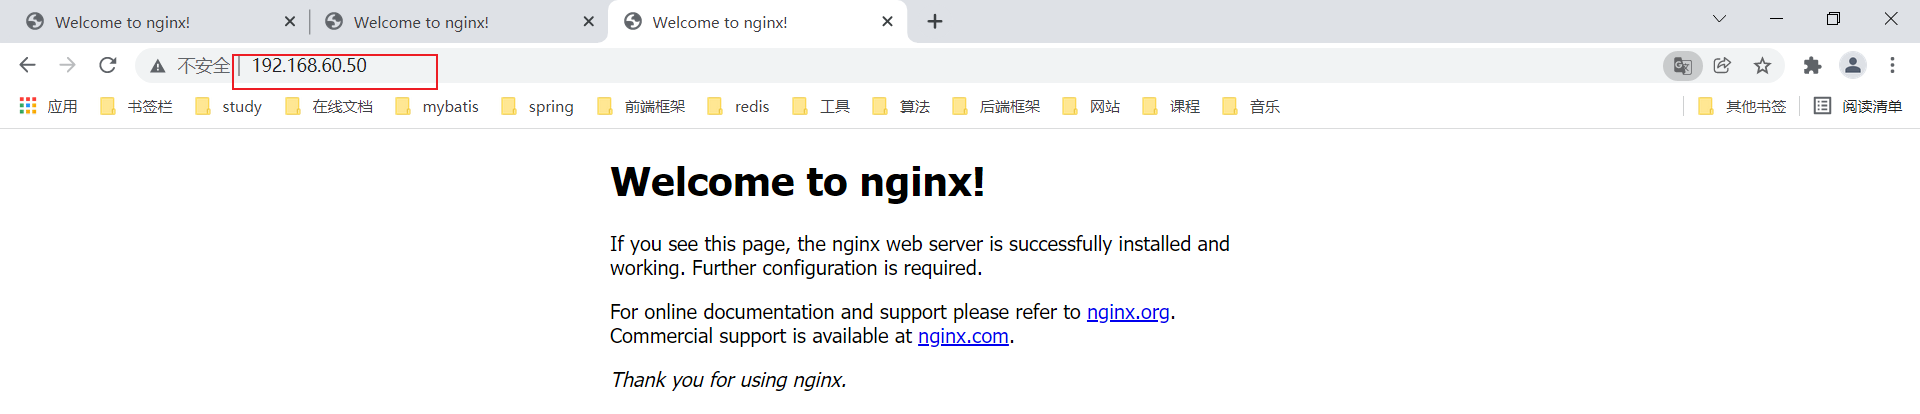 Welcome to nginx!
Welcome to nginx!
Welcome to nginx!
不安全 192.168.60.50
应用 书签栏 study 在线文档 mybatis spring 前端框架 redis 工具 算法 后端框架 网站 课程 音乐 其他书签 阅读清单
Welcome to nginx!
If you see this page, the nginx web server is successfully installed and
working. Further configuration is required.
For online documentation and support please refer to nginx.org.
Commercial support is available at nginx.com.
Thank you for using nginx.